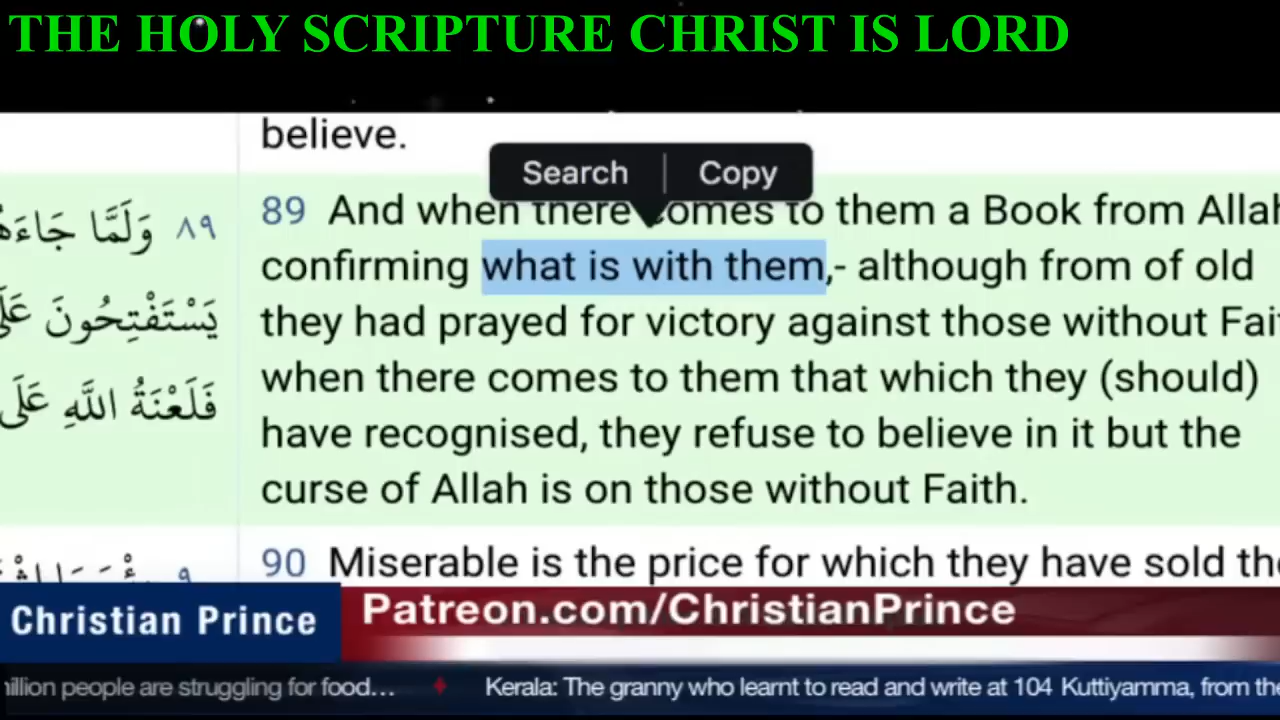 THE HOLY SCRIPTURE CHRIST IS LORD
believe.
Search Copy
89 And when there comes to them a Book from Allah
confirming what is with them,- although from of old
they had prayed for victory against those without
when there comes to them that which they (should)
have recognised, they refuse to believe in it but the
curse of Allah is on those without Faith.
٨٩ وَلَمَّا
يَسْتَفْتِحُونَ
فَلَعْنَةُ اللَّهِ
90 Miserable is the price for which they have sold
Christian Prince
Patreon.com/ChristianPrince
people are struggling for food...
Kerala: The granny who learnt to read and write at 104 Kuttiyamma, from the